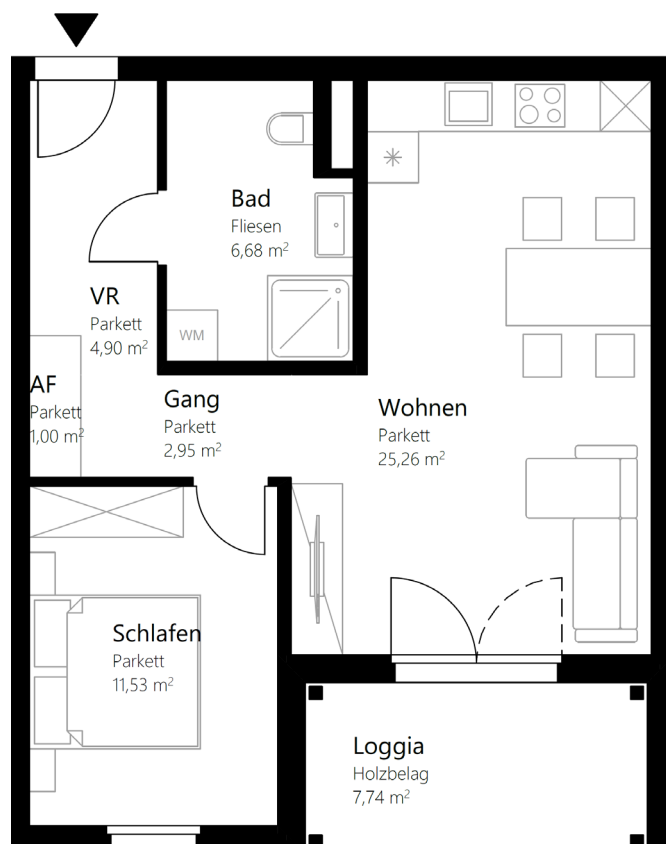 Bad
Fliesen
6,68 m²
WM
VR
Parkett
4,90 m²
AF
Parkett
1,00 m²
Gang
Parkett
2,95 m²
Wohnen
Parkett
25,26 m²
Schlafen
Parkett
11,53 m²
Loggia
Holzbelag
7,74 m²